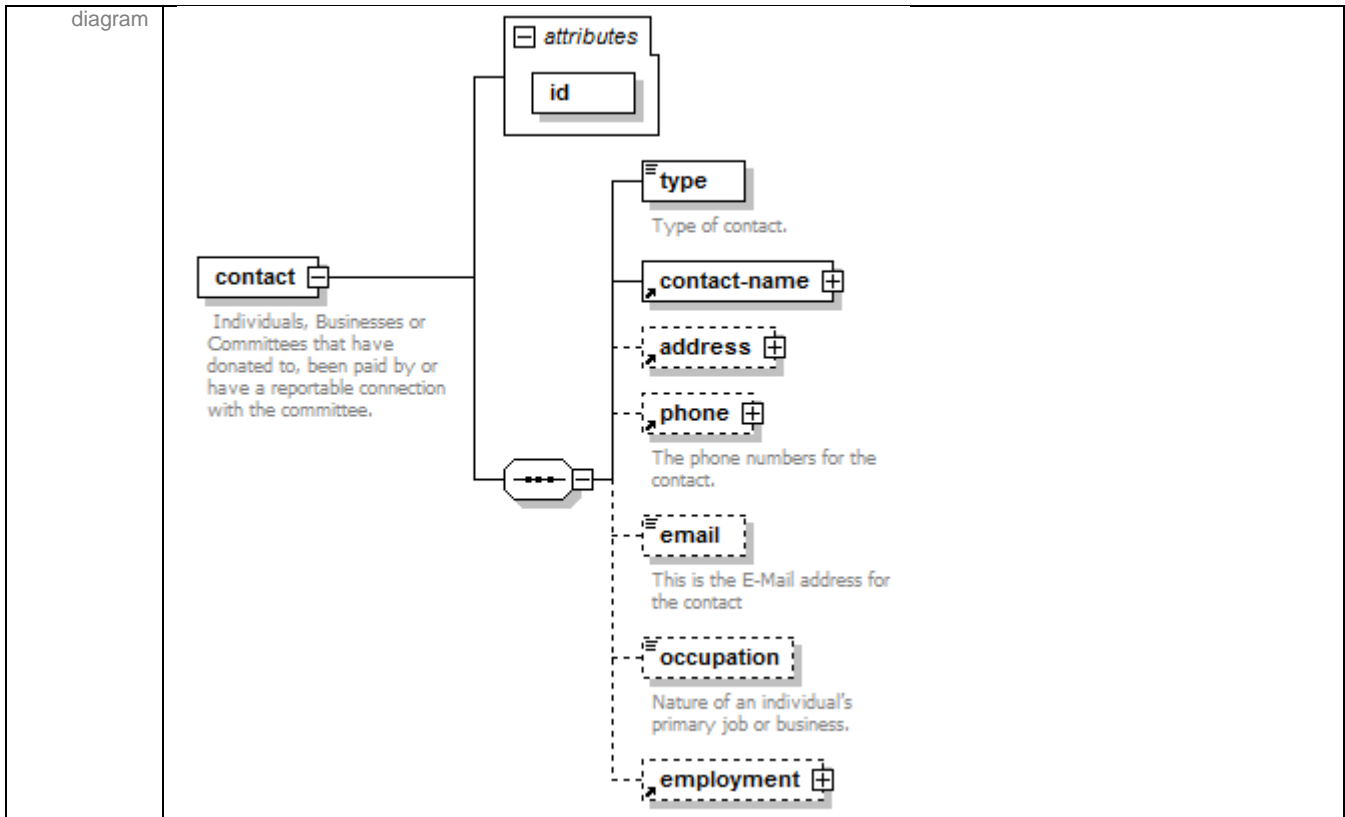 diagram
attributes
id
type
Type of contact.
contact-name
contact
Individuals, Businesses or
Committees that have
donated to, been paid by or
have a reportable connection
with the committee.
address
phone
The phone numbers for the
contact.
email
This is the E-Mail address for
the contact
occupation
Nature of an individual's
primary job or business.
employment